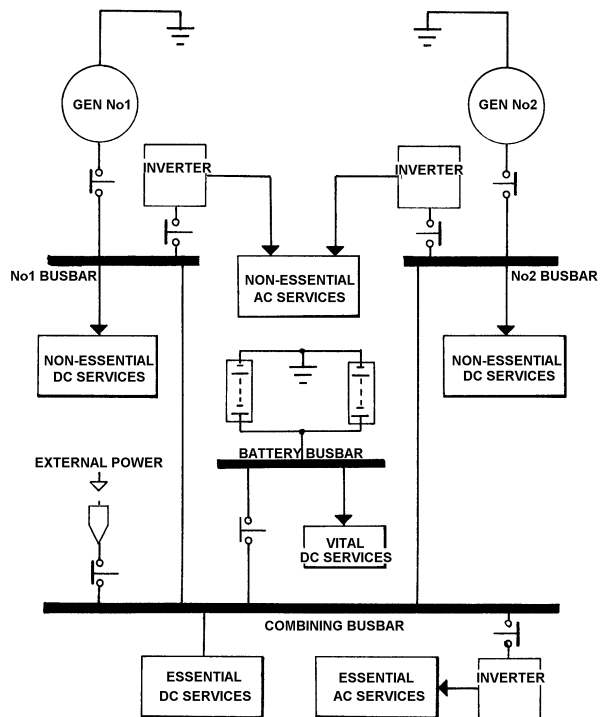 GEN No1
GEN No2
INVERTER
INVERTER
No1 BUSBAR
No2 BUSBAR
NON-ESSENTIAL
AC SERVICES
NON-ESSENTIAL
DC SERVICES
NON-ESSENTIAL
DC SERVICES
BATTERY BUSBAR
EXTERNAL POWER
VITAL
DC SERVICES
COMBINING BUSBAR
ESSENTIAL
DC SERVICES
ESSENTIAL
AC SERVICES
INVERTER